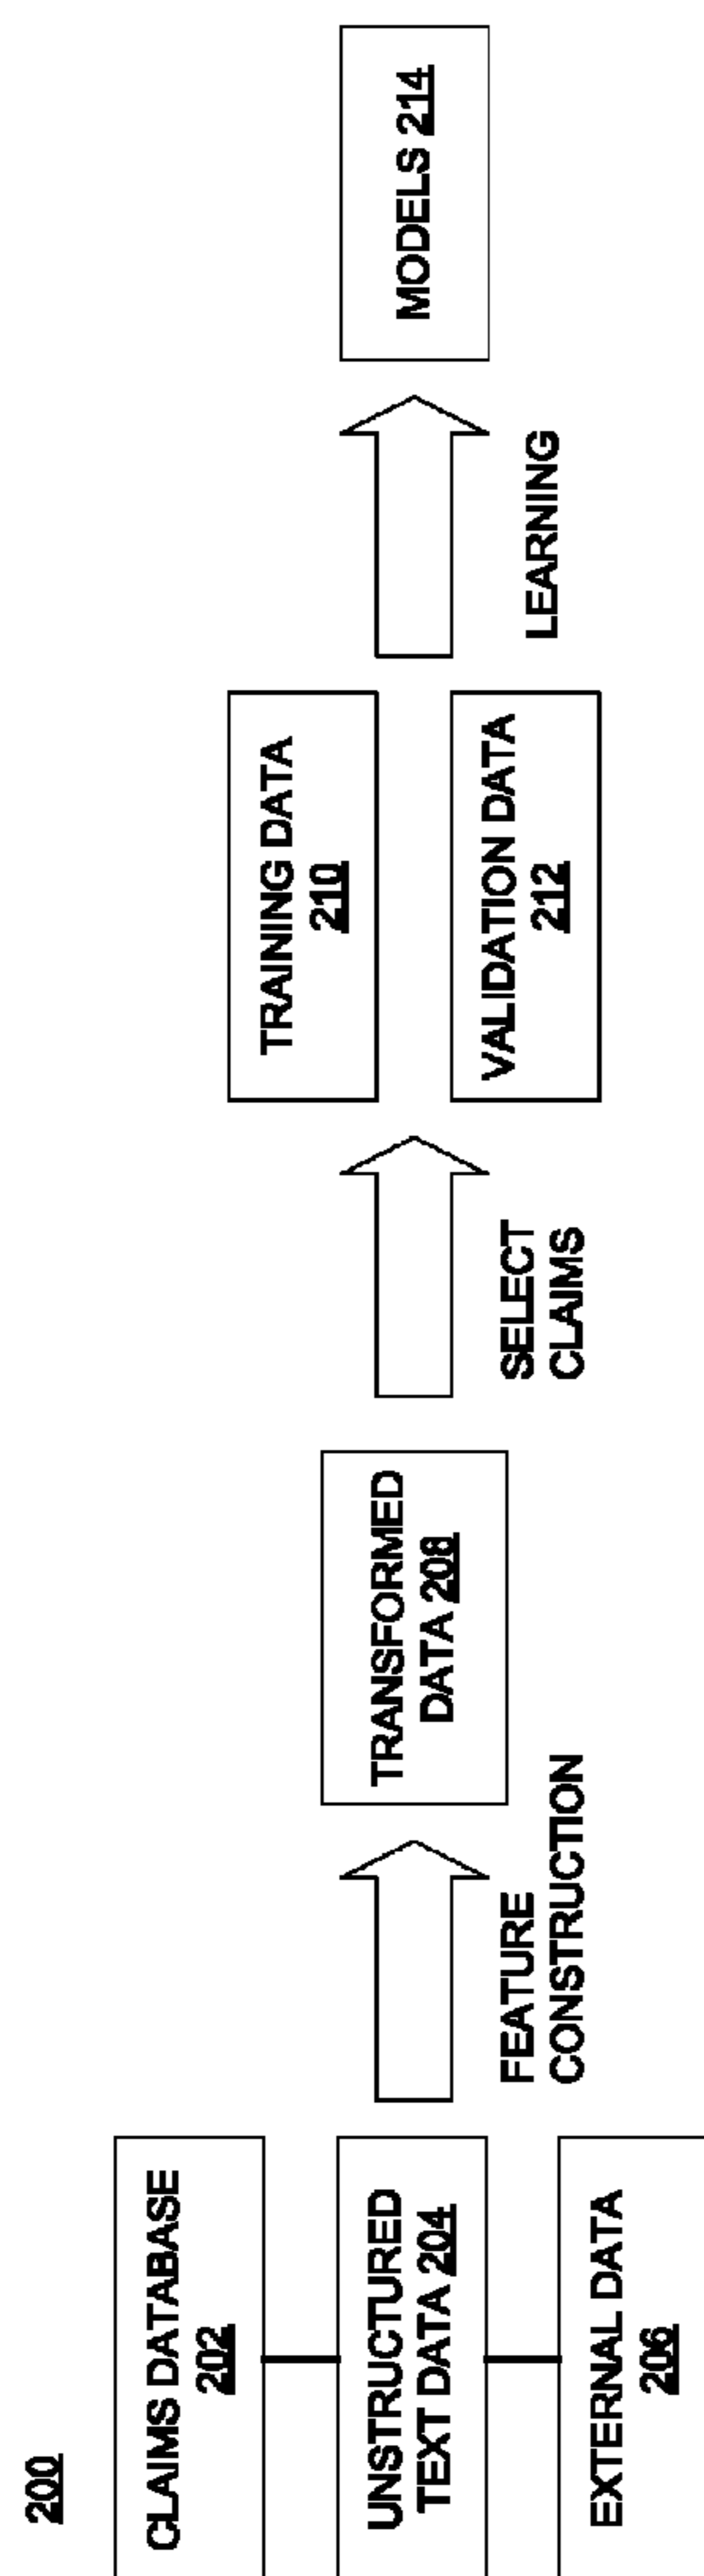 200
CLAIMS DATABASE
202
UNSTRUCTURED
TEXT DATA 204
EXTERNAL DATA
206
FEATURE
CONSTRUCTION
TRANSFORMED
DATA 208
SELECT
CLAIMS
TRAINING DATA
210
VALIDATION DATA
212
LEARNING
MODELS 214